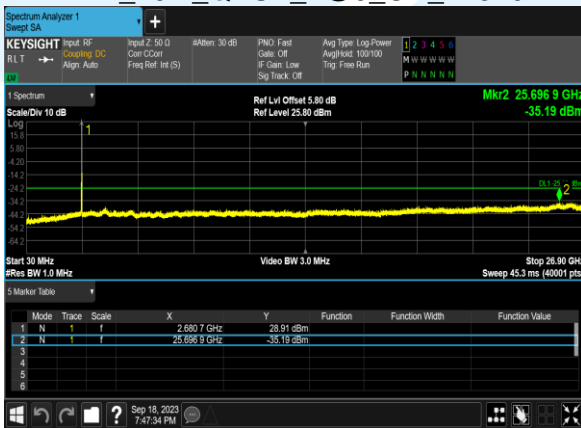 Spectrum Analyzer 1
Swept SA
+
KEYSIGHT
RLT
Input: RF
Coupling: DC
Align: Auto
Input Z: 50 Ω
Corr CCorr
Freq Ref: Int (S)
#Atten: 30 dB
PNO: Fast
Gate: Off
IF Gain: Low
Sig Track: Off
Avg Type: Log-Power
Avg|Hold: 100/100
Trig: Free Run
1 2 3 4 5 6
M W W W W W
P N N N N N
1 Spectrum
Scale/Div 10 dB
Ref Lvl Offset 5.80 dB
Ref Level 25.80 dBm
Mkr2 25.696 9 GHz
-35.19 dBm
Log
15.8
5.80
-4.20
-14.2
-24.2
-34.2
-44.2
-54.2
-64.2
1
2
Start 30 MHz
#Res BW 1.0 MHz
Video BW 3.0 MHz
Stop 26.90 GHz
Sweep 45.3 ms (40001 pts)
5 Marker Table
Mode Trace Scale X Y Function Function Width Function Value
1 N 1 f 2.680 7 GHz 28.91 dBm
2 N 1 f 25.696 9 GHz -35.19 dBm
3
4
5
6
?
Sep 18, 2023
7:47:34 PM